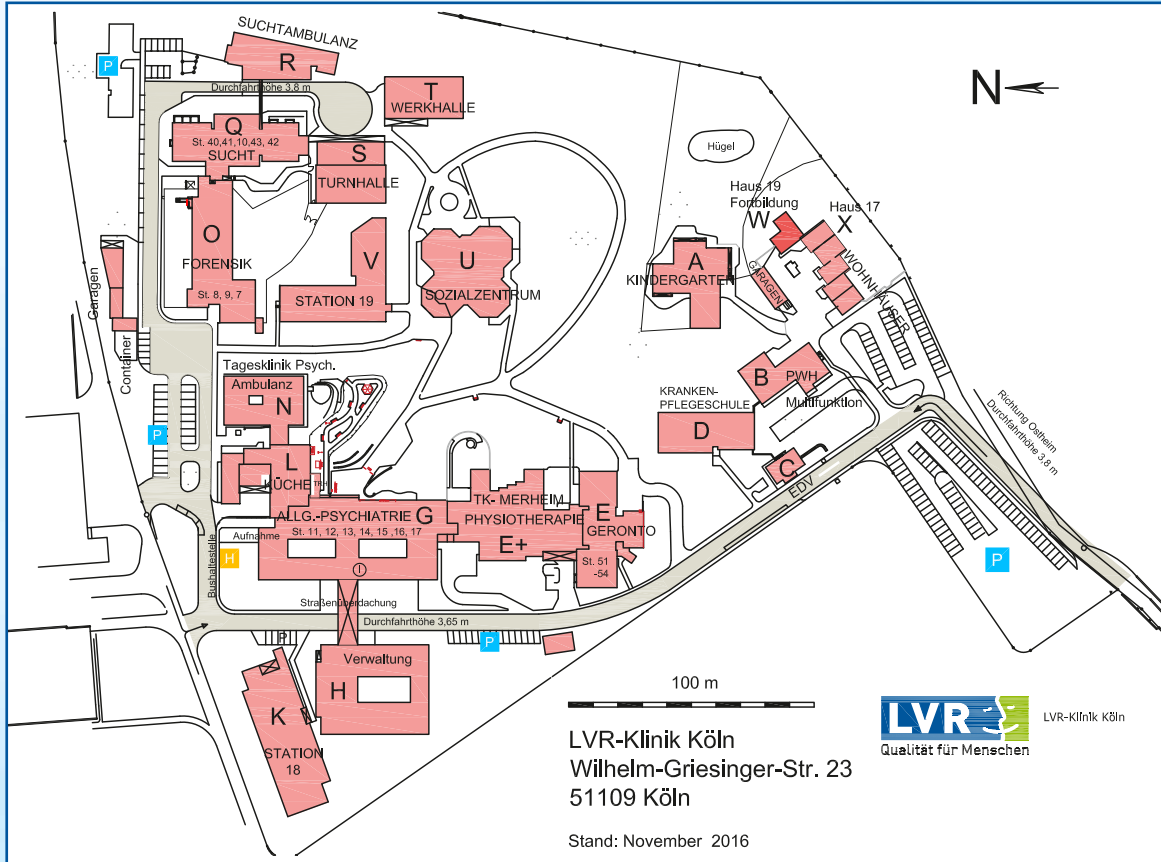 SUCHTAMBULANZ
R
P
Durchfahrthöhe 3,8 m
T
WERKHALLE
N
Q
St. 40,41,10,43, 42
SUCHT
S
TURNHALLE
Hügel
Haus 19
Fortbildung
W
Haus 17
X
O
FORENSIK
St. 8, 9, 7
V
STATION 19
U
SOZIALZENTRUM
A
KINDERGARTEN
GARAGEN
WOHNHÄUSER
Garagen
Container
Tagesklinik Psych.
Ambulanz
N
B
PWH
Multifunktion
KRANKEN-
PFLEGESCHULE
D
C
EDV
Richtung Ostheim
Durchfahrthöhe 3,8 m
P
L
KÜCHE
TRH
ALLG.-PSYCHIATRIE
G
St. 11, 12, 13, 14, 15 ,16, 17
Aufnahme
I
TK- MERHEIM
PHYSIOTHERAPIE
E+
E
GERONTO
St. 51
-54
H
Bushaltestelle
P
Straßenüberdachung
Durchfahrthöhe 3,65 m
P
P
Verwaltung
H
K
STATION
18
100 m
LVR-Klinik Köln
Wilhelm-Griesinger-Str. 23
51109 Köln
Stand: November 2016
LVR
Qualität für Menschen
LVR-Klinik Köln